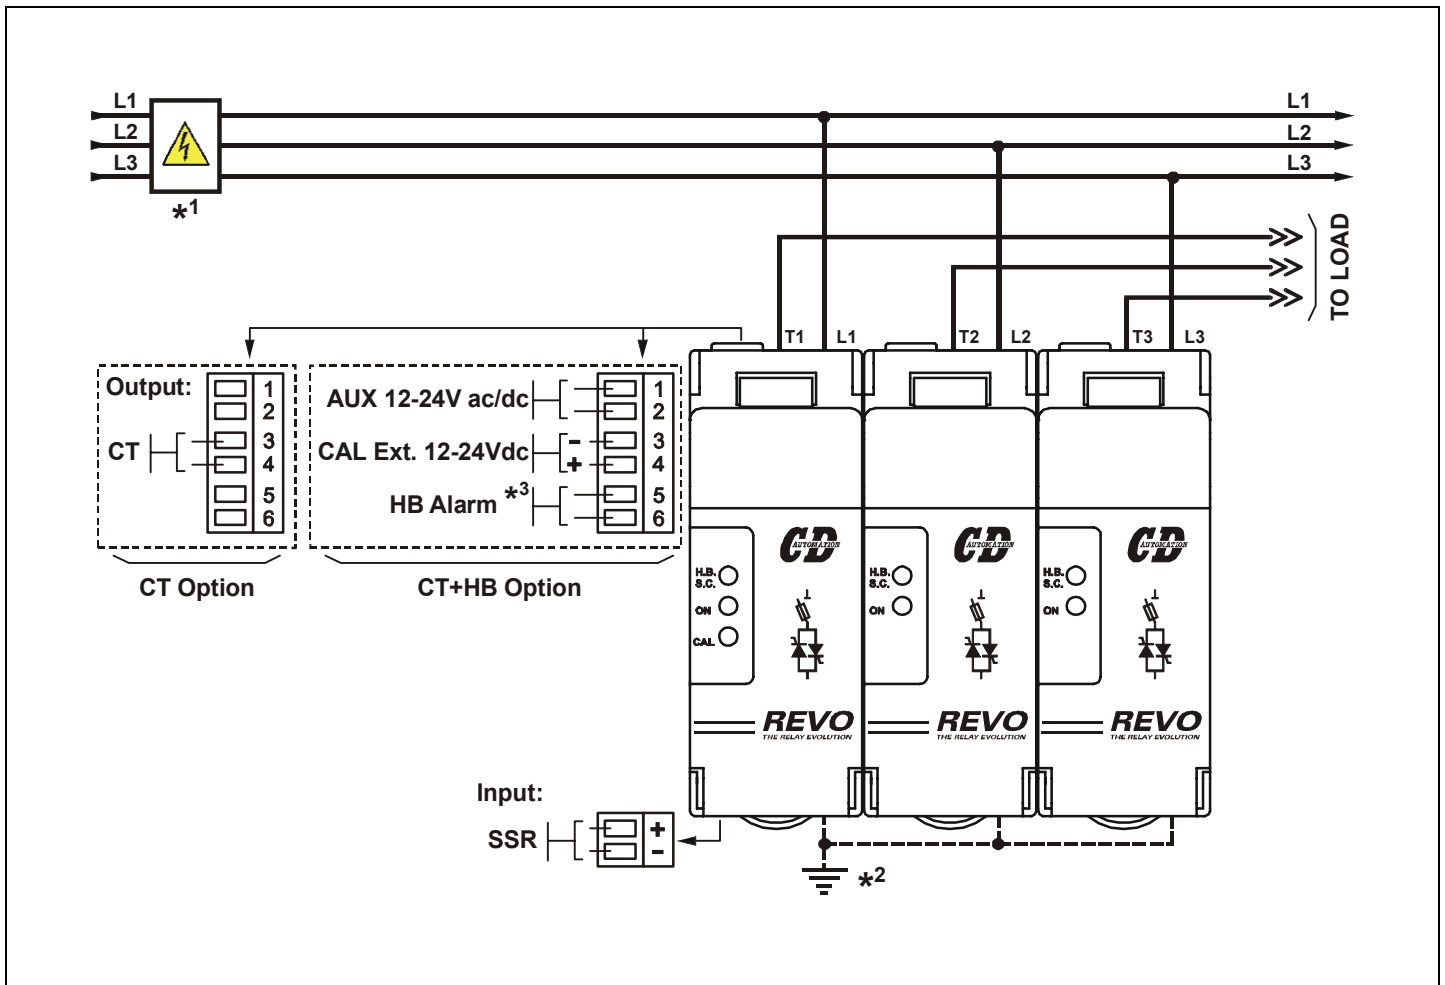 L1 L1
L2 L2
L3 L3
*1
TO LOAD
T1 L1 T2 L2 T3 L3
Output:
1
2
CT 3
4
5
6
AUX 12-24V ac/dc 1
2
CAL Ext. 12-24Vdc - 3
+ 4
HB Alarm *3 5
6
CT Option CT+HB Option
CD AUTOMATION CD AUTOMATION CD AUTOMATION
H.B. S.C. H.B. S.C. H.B. S.C.
ON ON ON
CAL
REVO REVO REVO
THE RELAY EVOLUTION THE RELAY EVOLUTION THE RELAY EVOLUTION
Input:
SSR +
-
*2